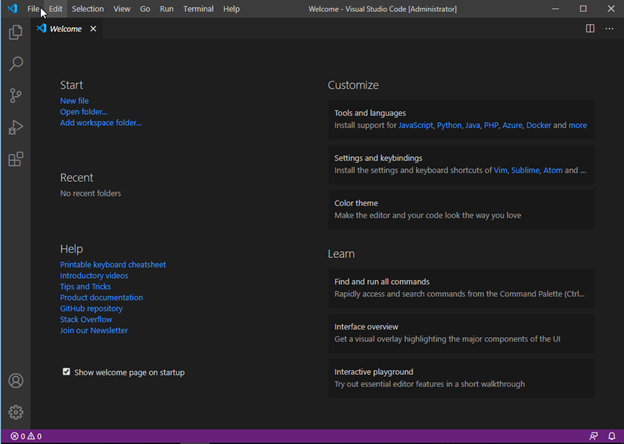 File Edit Selection View Go Run Terminal Help Welcome - Visual Studio Code [Administrator]
Welcome
Start
New file
Open folder...
Add workspace folder...
Recent
No recent folders
Help
Printable keyboard cheatsheet
Introductory videos
Tips and Tricks
Product documentation
GitHub repository
Stack Overflow
Join our Newsletter
Show welcome page on startup
Customize
Tools and languages
Install support for JavaScript, Python, Java, PHP, Azure, Docker and more
Settings and keybindings
Install the settings and keyboard shortcuts of Vim, Sublime, Atom and ...
Color theme
Make the editor and your code look the way you love
Learn
Find and run all commands
Rapidly access and search commands from the Command Palette (Ctrl...
Interface overview
Get a visual overlay highlighting the major components of the UI
Interactive playground
Try out essential editor features in a short walkthrough
0 0